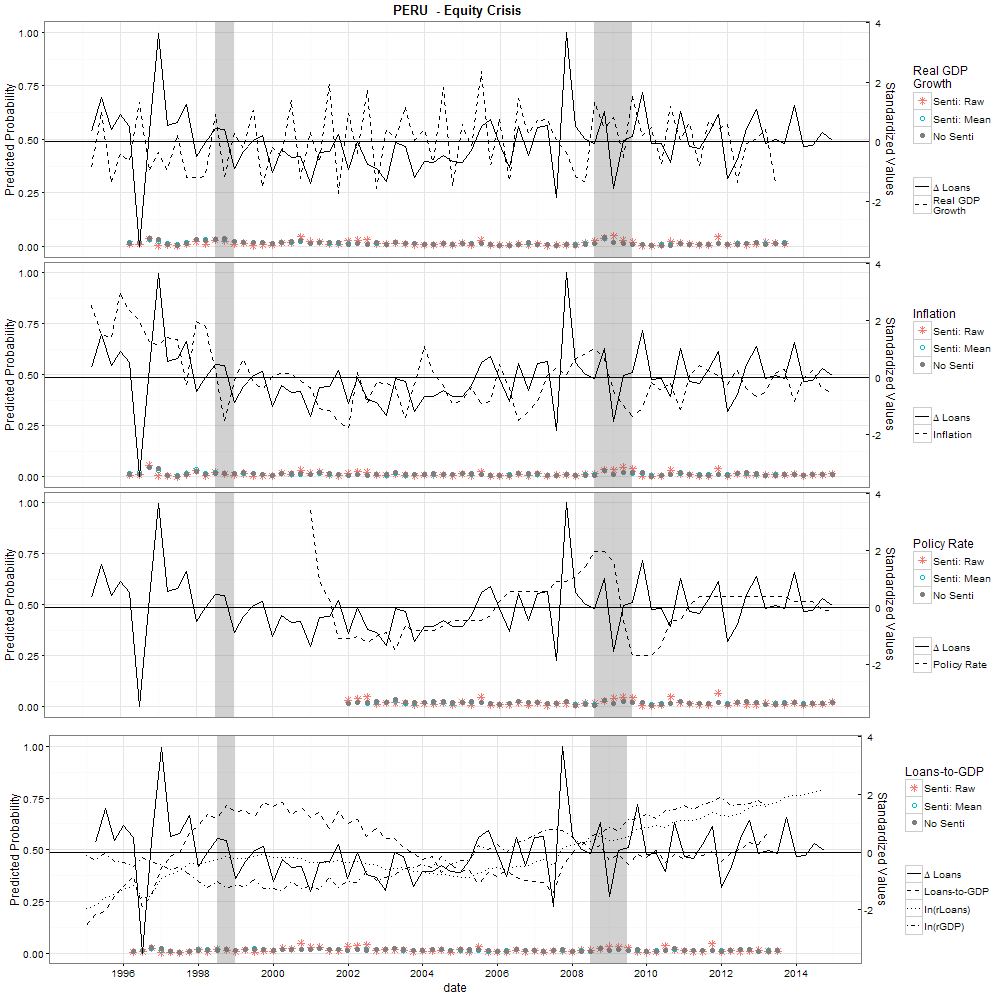 PERU - Equity Crisis
1.00
0.75
0.50
0.25
0.00
Predicted Probability
4
2
0
-2
Standardized Values
Real GDP
Growth
Senti: Raw
Senti: Mean
No Senti
Δ Loans
Real GDP
Growth
1.00
0.75
0.50
0.25
0.00
Predicted Probability
4
2
0
-2
Standardized Values
Inflation
Senti: Raw
Senti: Mean
No Senti
Δ Loans
Inflation
1.00
0.75
0.50
0.25
0.00
Predicted Probability
4
2
0
-2
Standardized Values
Policy Rate
Senti: Raw
Senti: Mean
No Senti
Δ Loans
Policy Rate
1.00
0.75
0.50
0.25
0.00
Predicted Probability
4
2
0
-2
Standardized Values
Loans-to-GDP
Senti: Raw
Senti: Mean
No Senti
Δ Loans
Loans-to-GDP
ln(rLoans)
ln(rGDP)
1996 1998 2000 2002 2004 2006 2008 2010 2012 2014
date